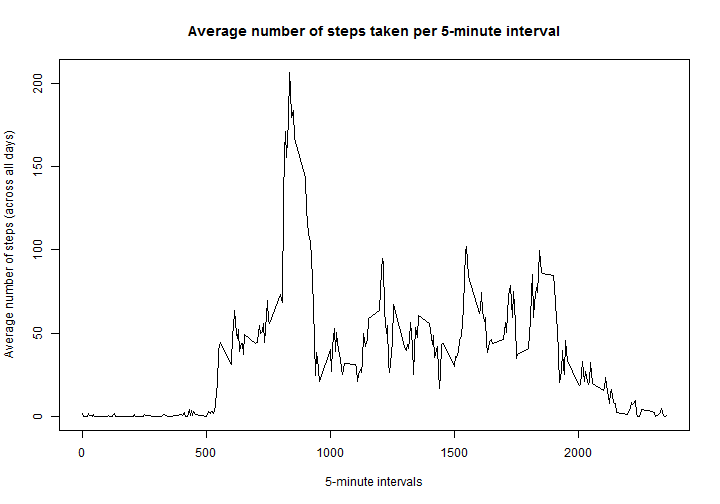 Average number of steps taken per 5-minute interval
Average number of steps (across all days)
200
150
100
50
0
0 500 1000 1500 2000
5-minute intervals